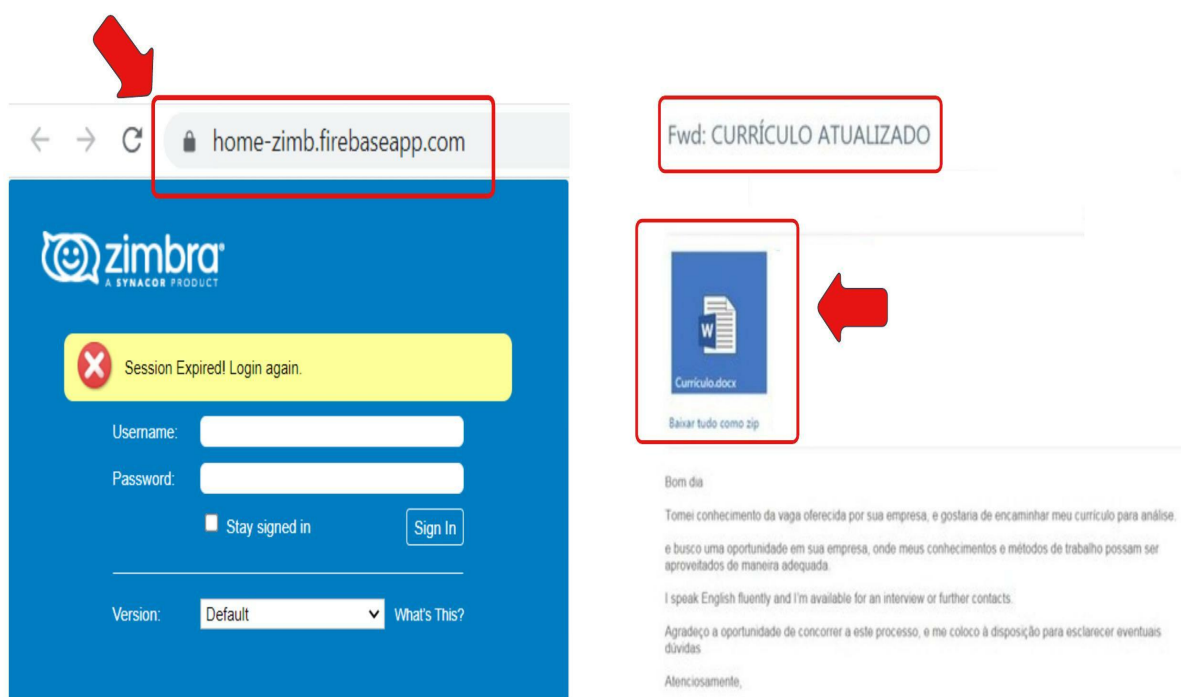 home-zimb.firebaseapp.com
zimbra®
A SYNACOR PRODUCT
Session Expired! Login again.
Username:
Password:
Stay signed in
Sign In
Version:
Default
What's This?
Fwd: CURRÍCULO ATUALIZADO
W
Currículo.docx
Baixar tudo como zip
Bom dia
Tomei conhecimento da vaga oferecida por sua empresa, e gostaria de encaminhar meu currículo para análise.
e busco uma oportunidade em sua empresa, onde meus conhecimentos e métodos de trabalho possam ser
aproveitados de maneira adequada.
I speak English fluently and I'm available for an interview or further contacts.
Agradeço a oportunidade de concorrer a este processo, e me coloco à disposição para esclarecer eventuais
dúvidas
Atenciosamente,